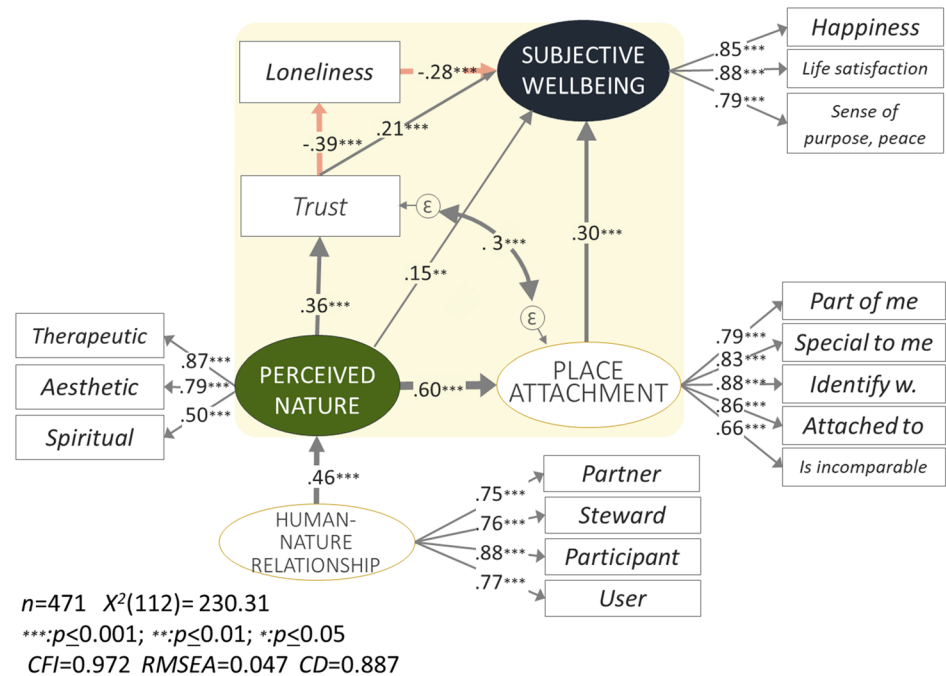 Happiness
Loneliness
SUBJECTIVE
WELLBEING
-.28***
.85***
.88***
.79***
Life satisfaction
Sense of
purpose, peace
.21***
-.39***
Trust
ε
. 3***
.30***
.15**
.36***
ε
Part of me
Therapeutic
.87***
.79***
Special to me
.83***
Aesthetic
.79***
PERCEIVED
NATURE
.60***
PLACE
ATTACHMENT
.88***
Identify w.
.50***
.86***
Attached to
Spiritual
.66***
Is incomparable
.46***
Partner
.75***
HUMAN-
NATURE
RELATIONSHIP
.76***
Steward
.88***
Participant
.77***
User
n=471 X²(112)= 230.31
***:p≤0.001; **:p≤0.01; *:p≤0.05
CFI=0.972 RMSEA=0.047 CD=0.887